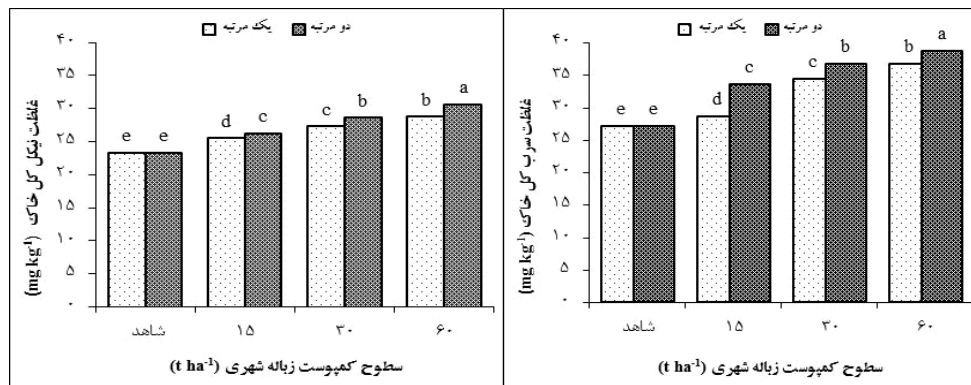 یک مرتبه دو مرتبه
غلظت نیکل کل خاک (mg kg-1)
۴۰
۳۵
۳۰
۲۵
۲۰
۱۵
۱۰
۵
۰
e e d c c b b a
شاهد ۱۵ ۳۰ ۶۰
سطوح کمپوست زباله شهری (t ha-1)
یک مرتبه دو مرتبه
غلظت سرب کل خاک (mg kg-1)
۴۰
۳۵
۳۰
۲۵
۲۰
۱۵
۱۰
۵
۰
e e d c c b b a
شاهد ۱۵ ۳۰ ۶۰
سطوح کمپوست زباله شهری (t ha-1)